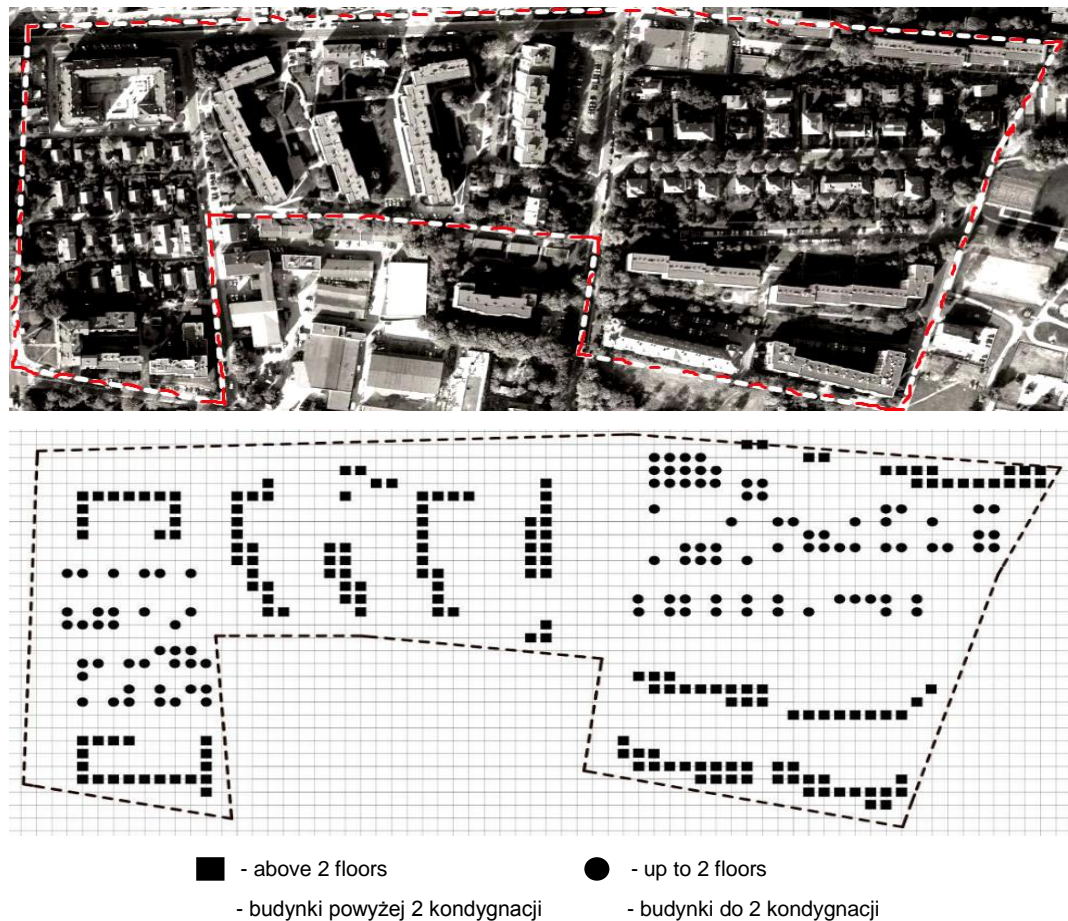 - above 2 floors
- up to 2 floors
- budynki powyżej 2 kondygnacji
- budynki do 2 kondygnacji